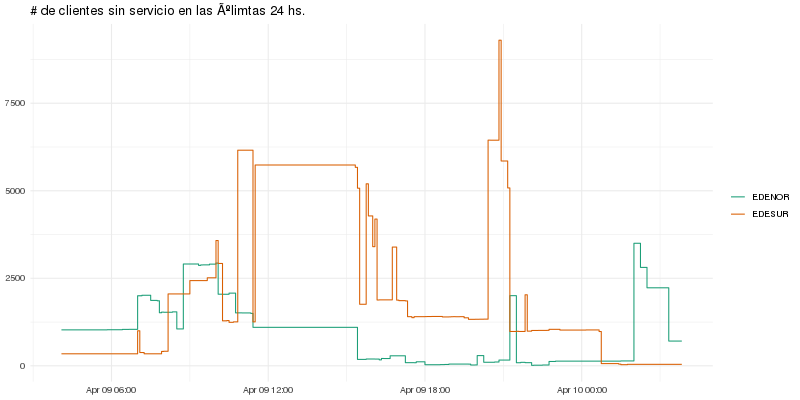 # de clientes sin servicio en las Ãºlimtas 24 hs.
7500
5000
2500
0
Apr 09 06:00
Apr 09 12:00
Apr 09 18:00
Apr 10 00:00
EDENOR
EDESUR